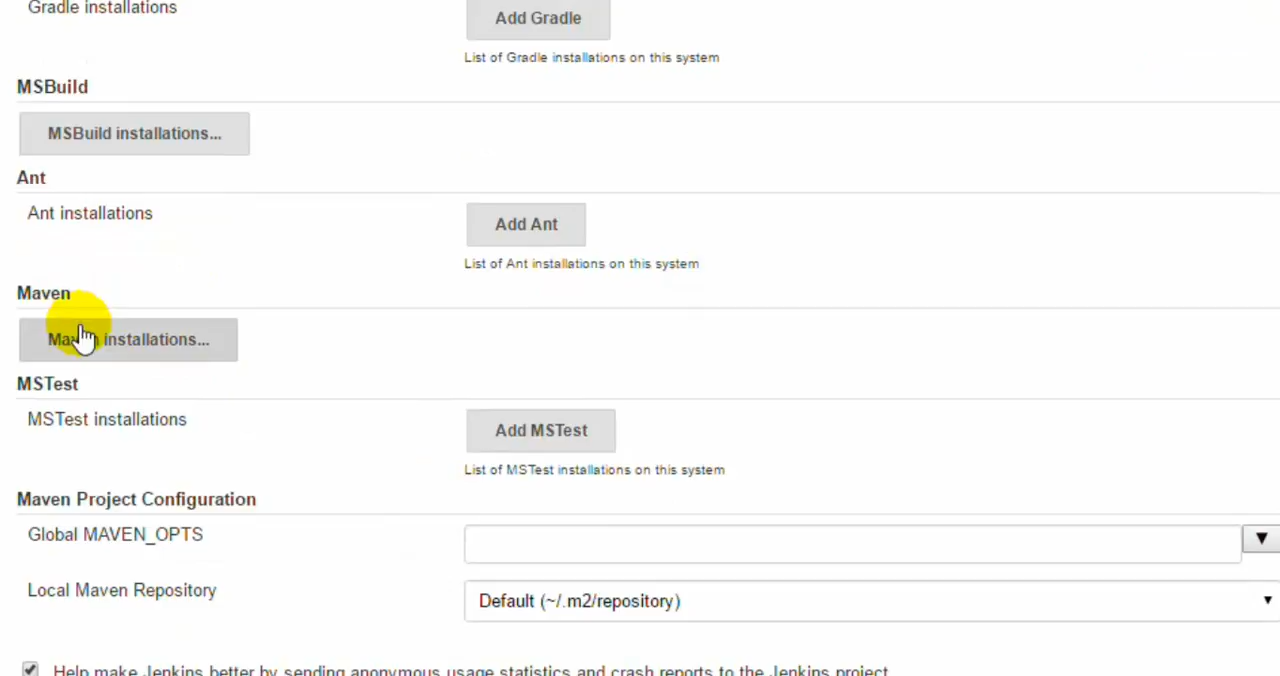 Gradle installations
Add Gradle
List of Gradle installations on this system
MSBuild
MSBuild installations...
Ant
Ant installations
Add Ant
List of Ant installations on this system
Maven
Maven installations...
MSTest
MSTest installations
Add MSTest
List of MSTest installations on this system
Maven Project Configuration
Global MAVEN_OPTS
Local Maven Repository
Default (~/.m2/repository)
Help make Jenkins better by sending anonymous usage statistics and crash reports to the Jenkins project